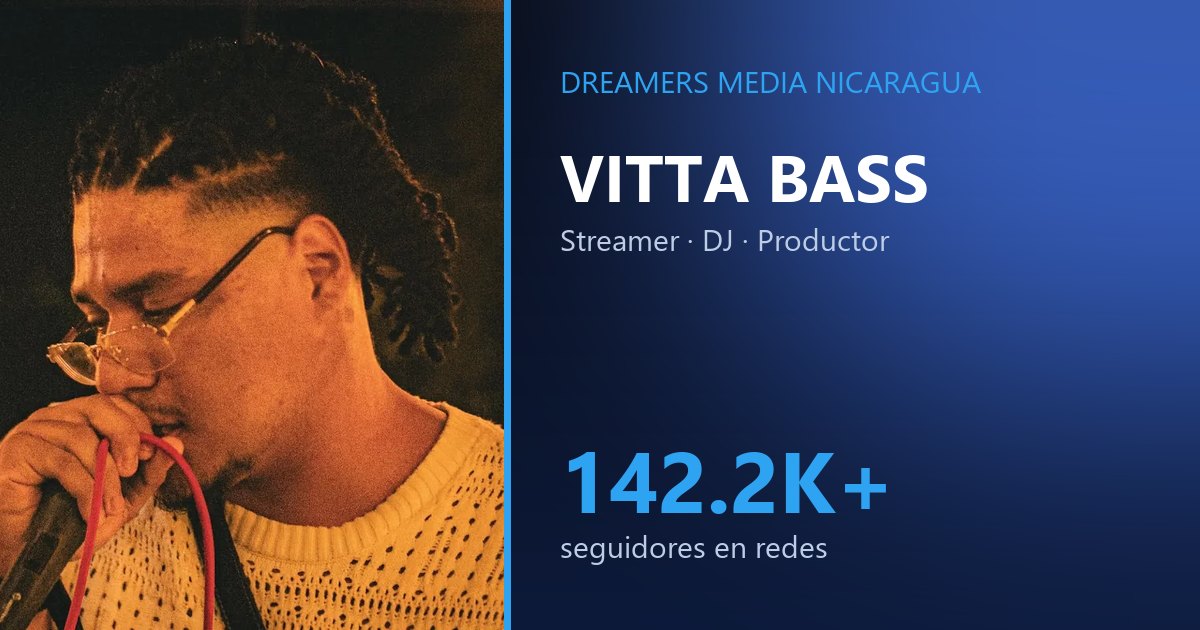 DREAMERS MEDIA NICARAGUA
VITTA BASS
Streamer · DJ · Productor
142.2K+
seguidores en redes